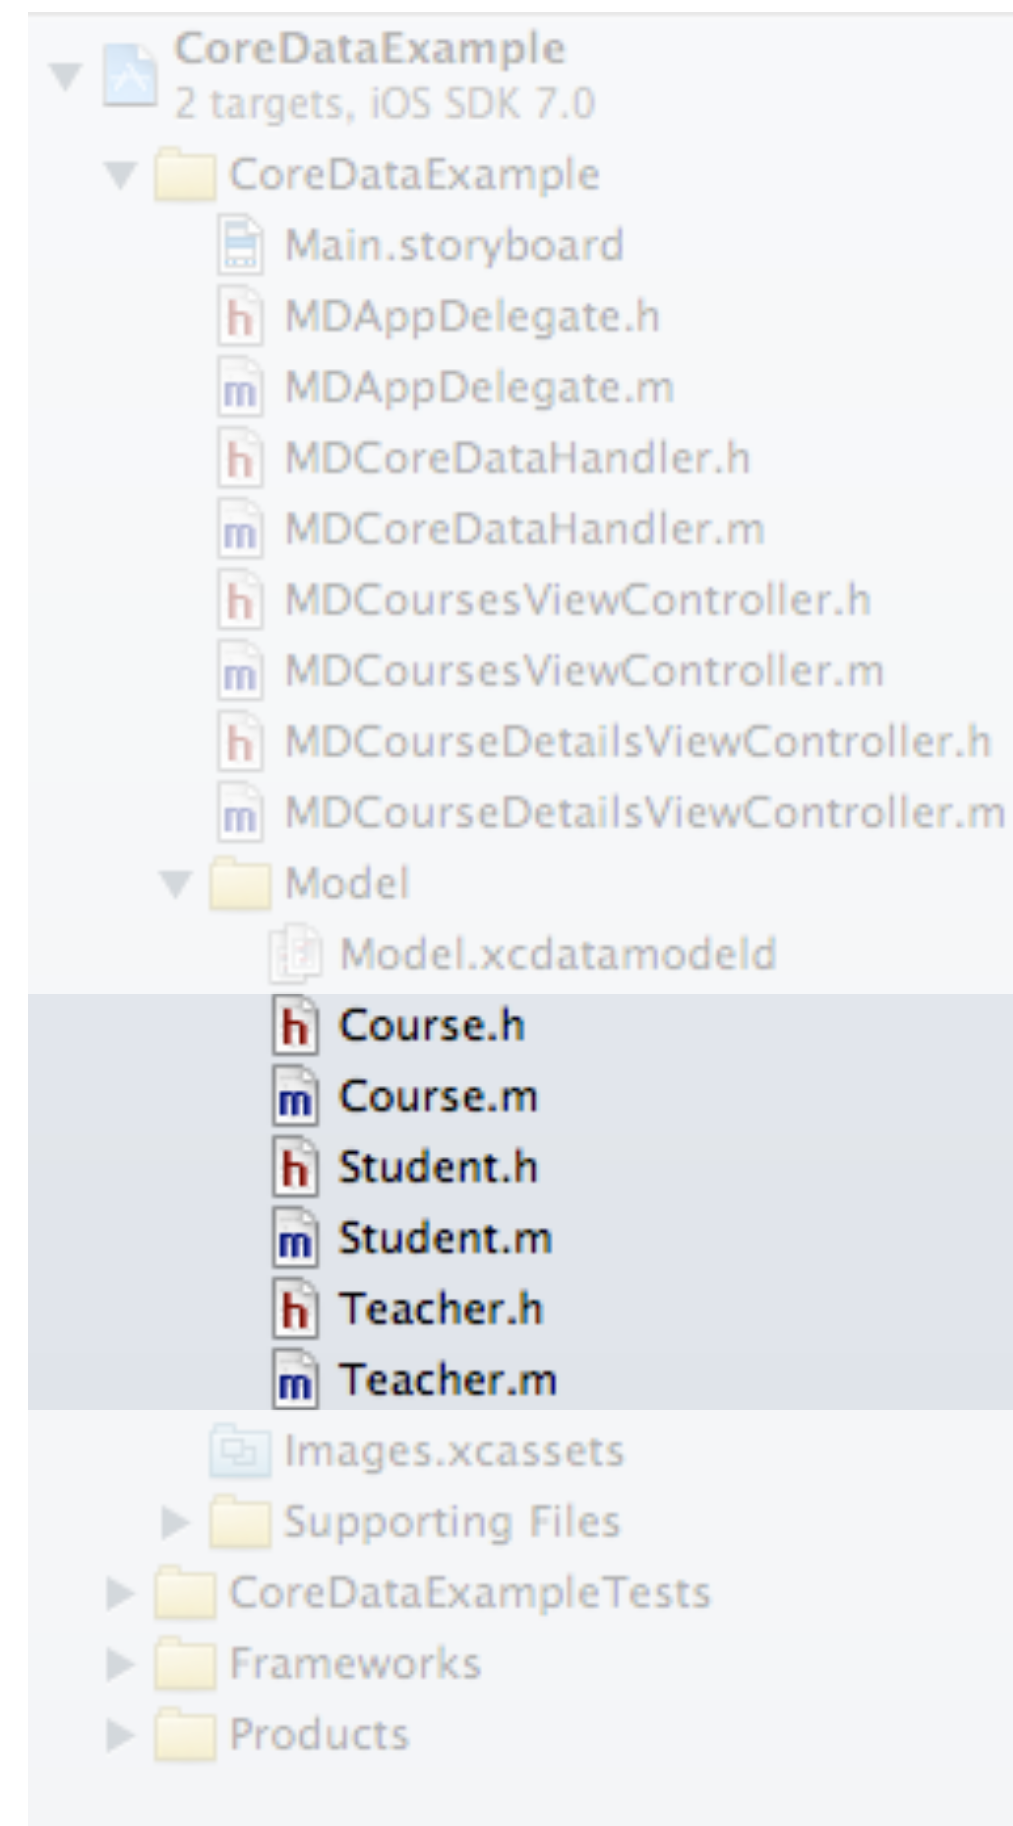 CoreDataExample
2 targets, iOS SDK 7.0
CoreDataExample
Main.storyboard
h MDAppDelegate.h
m MDAppDelegate.m
h MDCoreDataHandler.h
m MDCoreDataHandler.m
h MDCoursesViewController.h
m MDCoursesViewController.m
h MDCourseDetailsViewController.h
m MDCourseDetailsViewController.m
Model
Model.xcdatamodeld
h Course.h
m Course.m
h Student.h
m Student.m
h Teacher.h
m Teacher.m
Images.xcassets
Supporting Files
CoreDataExampleTests
Frameworks
Products